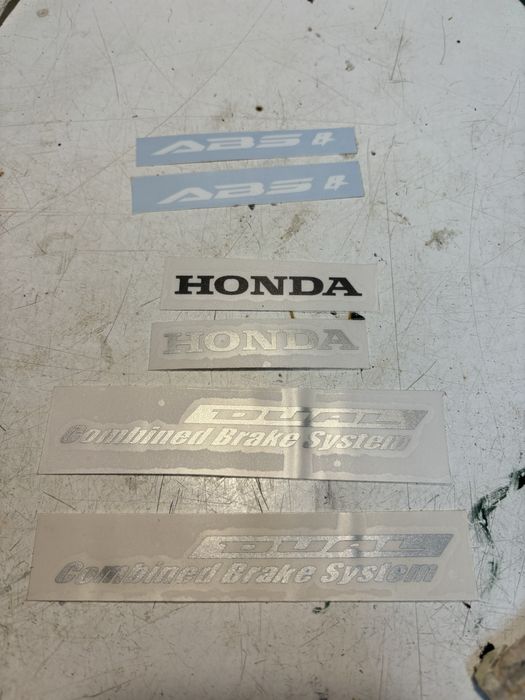 ABS
ABS
HONDA
HONDA
DUAL
Combined Brake System
DUAL
Combined Brake System